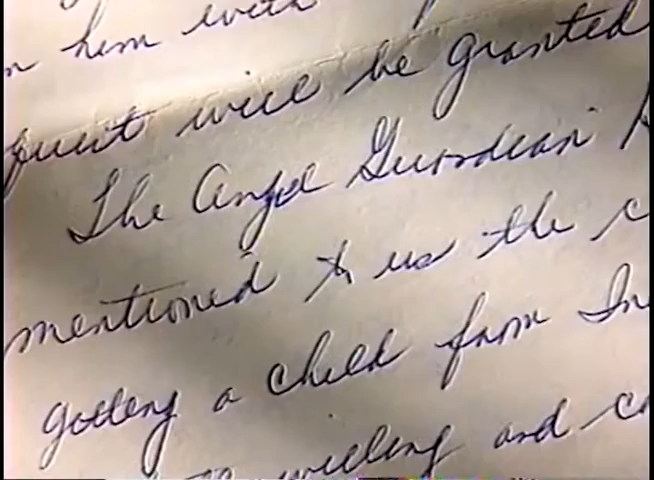 him with
quest will be granted
The Angel Guardian
mentioned to us the
getting a child from
willing and